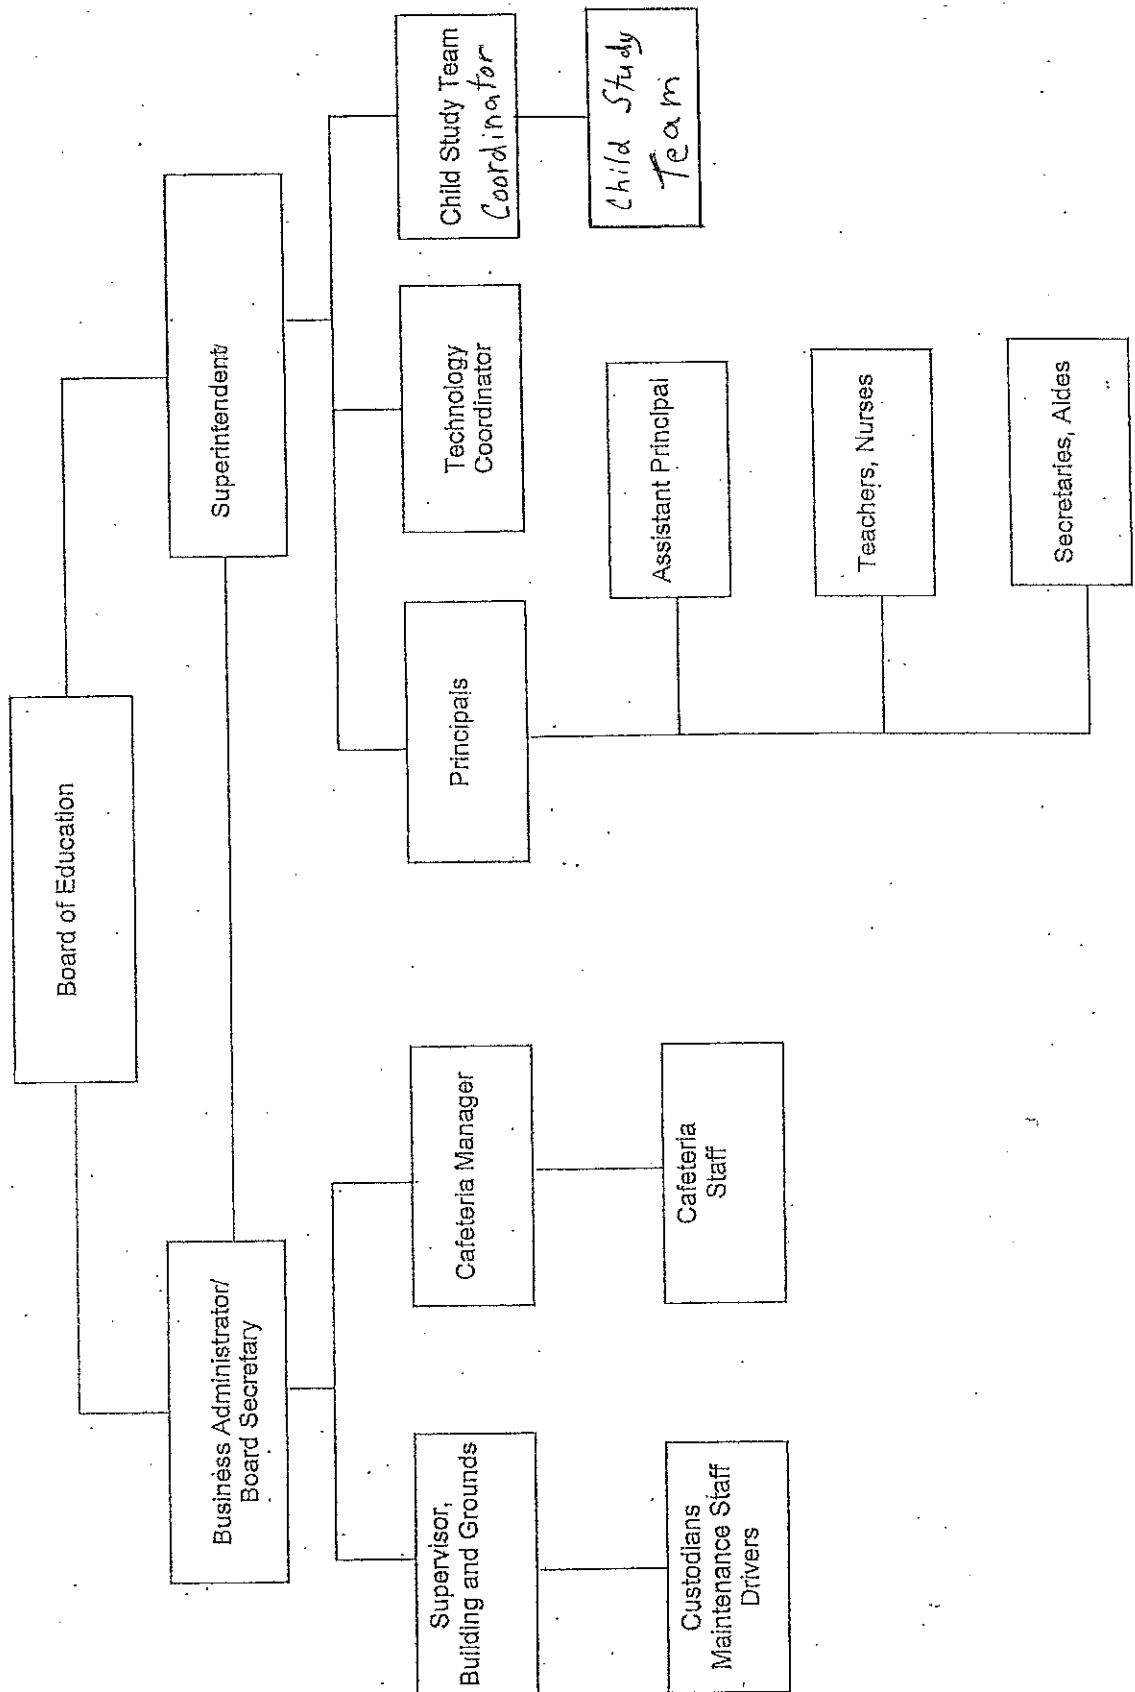 Board of Education
Business Administrator/
Board Secretary
Superintendent/
Supervisor,
Building and Grounds
Cafeteria Manager
Principals
Technology
Coordinator
Child Study Team
Coordinator
Custodians
Maintenance Staff
Drivers
Cafeteria
Staff
Assistant Principal
Child Study
Team
Teachers, Nurses
Secretaries, Aides